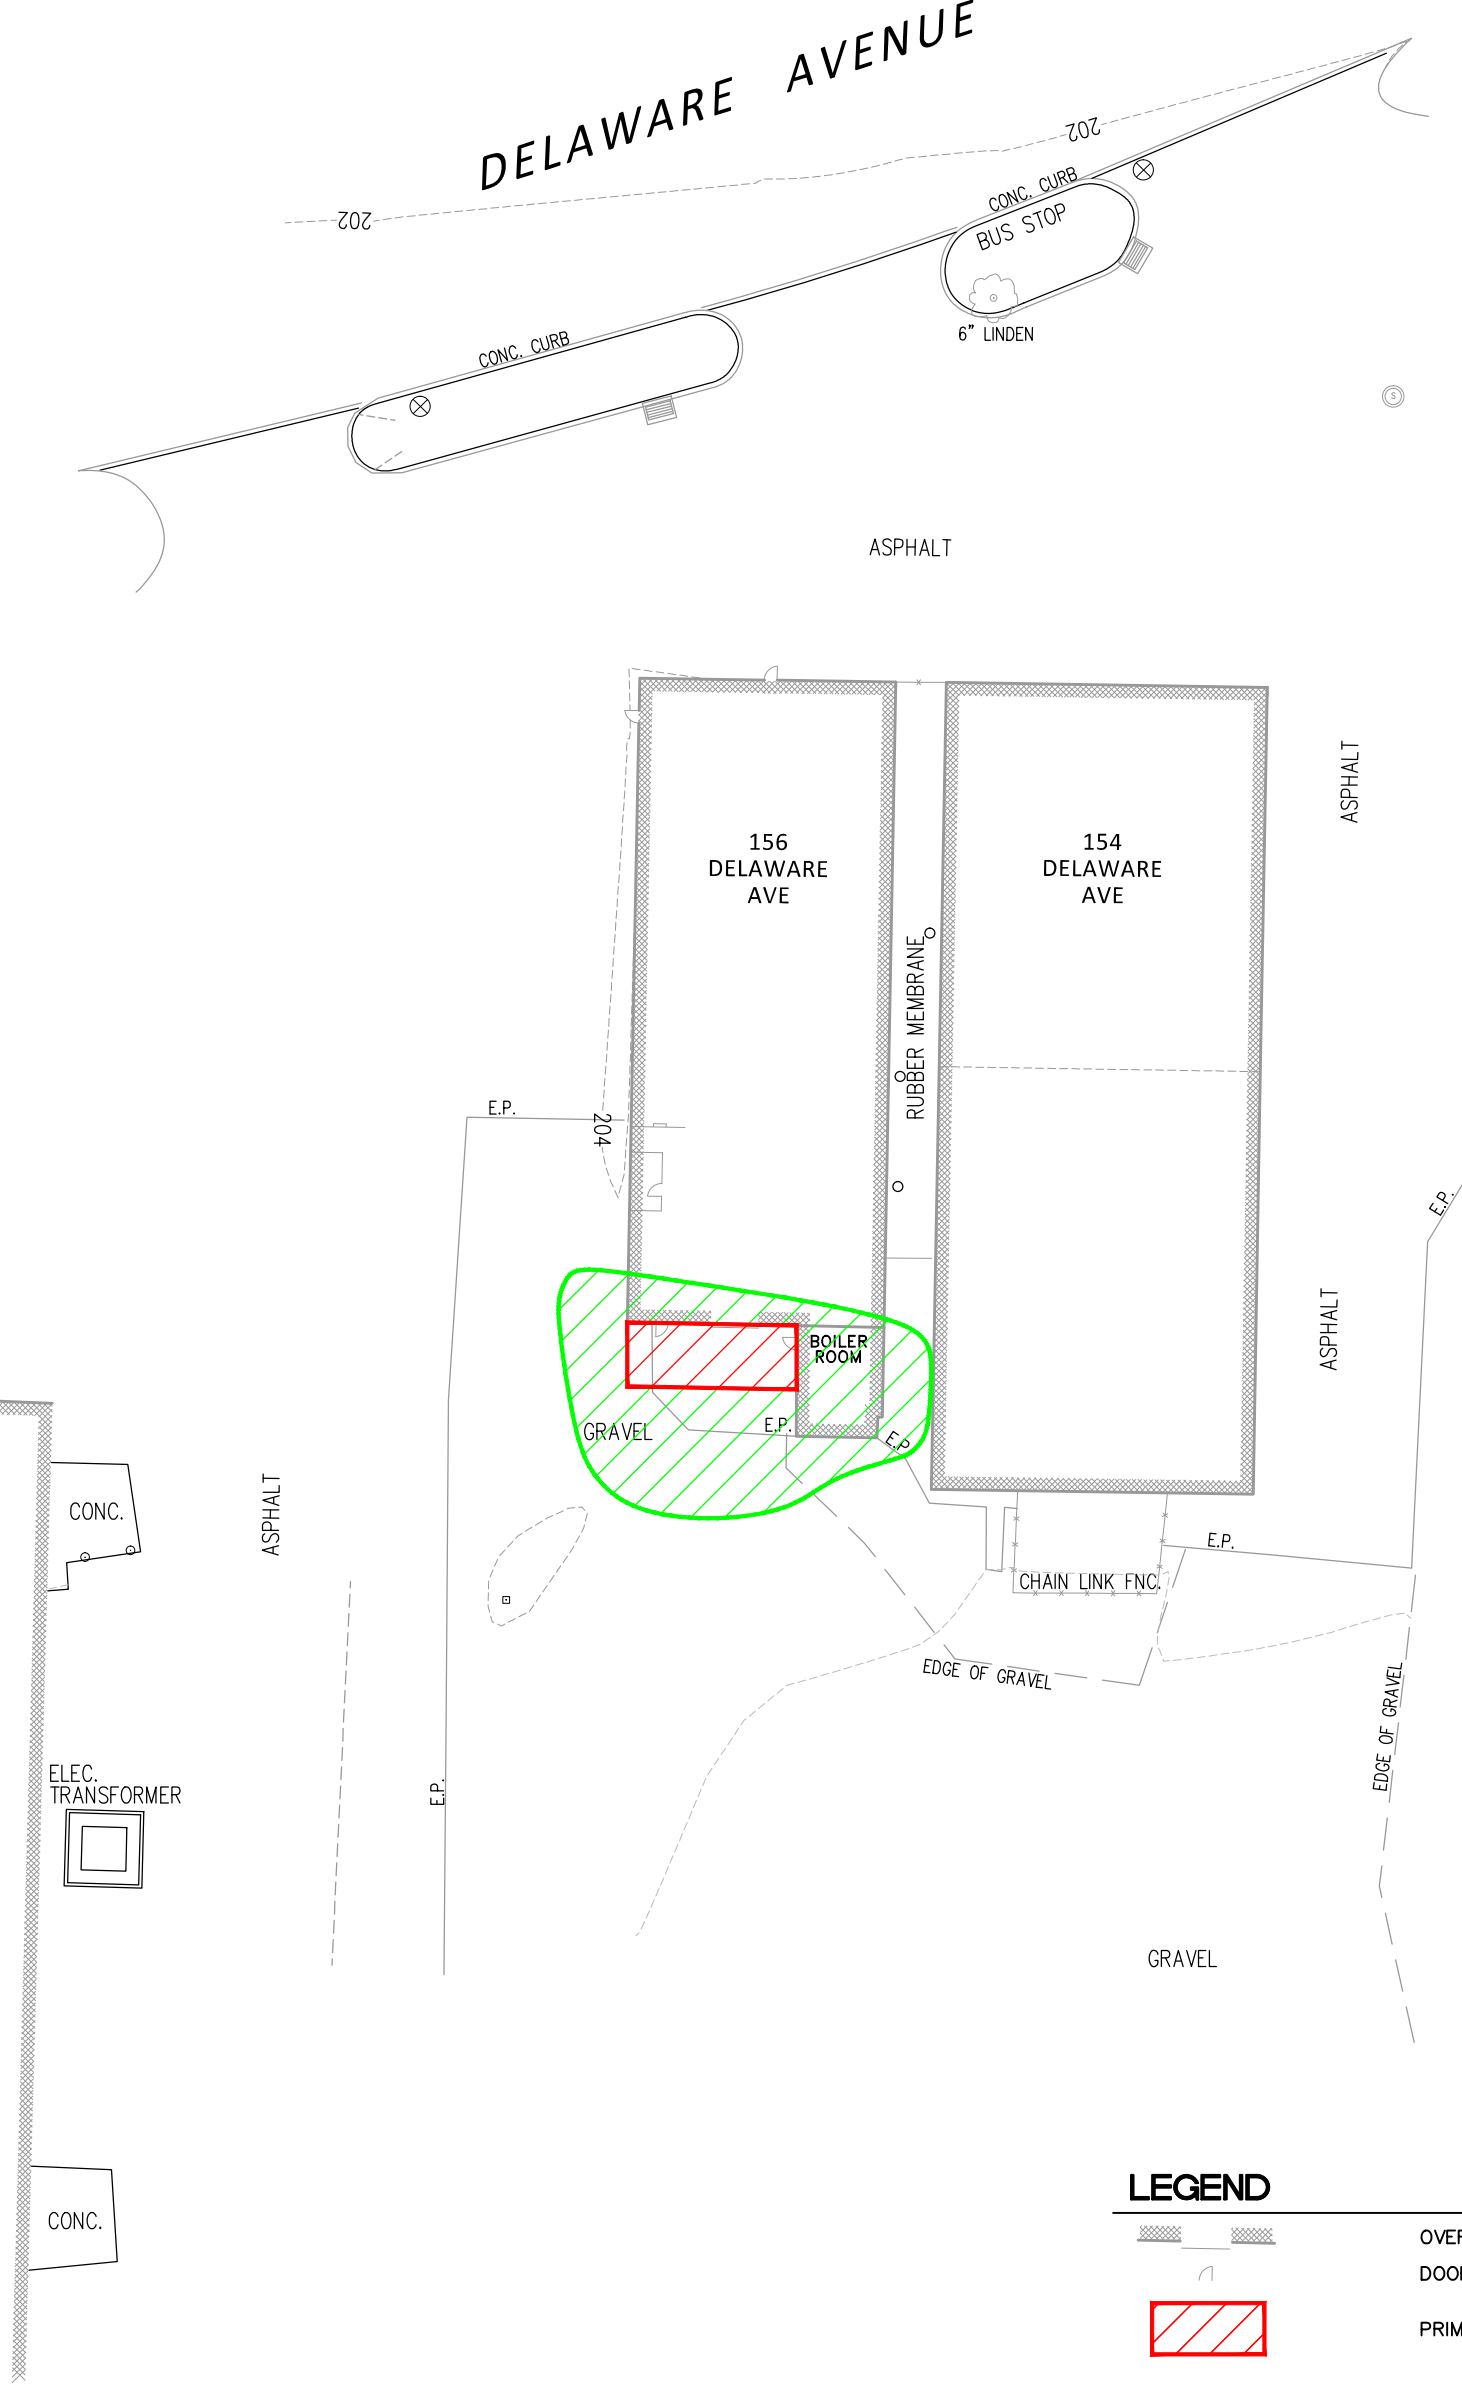 DELAWARE AVENUE
202
202
CONC. CURB
BUS STOP
6" LINDEN
CONC. CURB
S
ASPHALT
ASPHALT
156
DELAWARE
AVE
154
DELAWARE
AVE
RUBBER MEMBRANE
E.P.
204
E.P.
ASPHALT
BOILER
ROOM
GRAVEL
E.P.
E.P
CONC.
ASPHALT
E.P.
CHAIN LINK FNC.
EDGE OF GRAVEL
EDGE OF GRAVEL
ELEC.
TRANSFORMER
E.P.
GRAVEL
CONC.
LEGEND
OVER
DOOR
PRIM